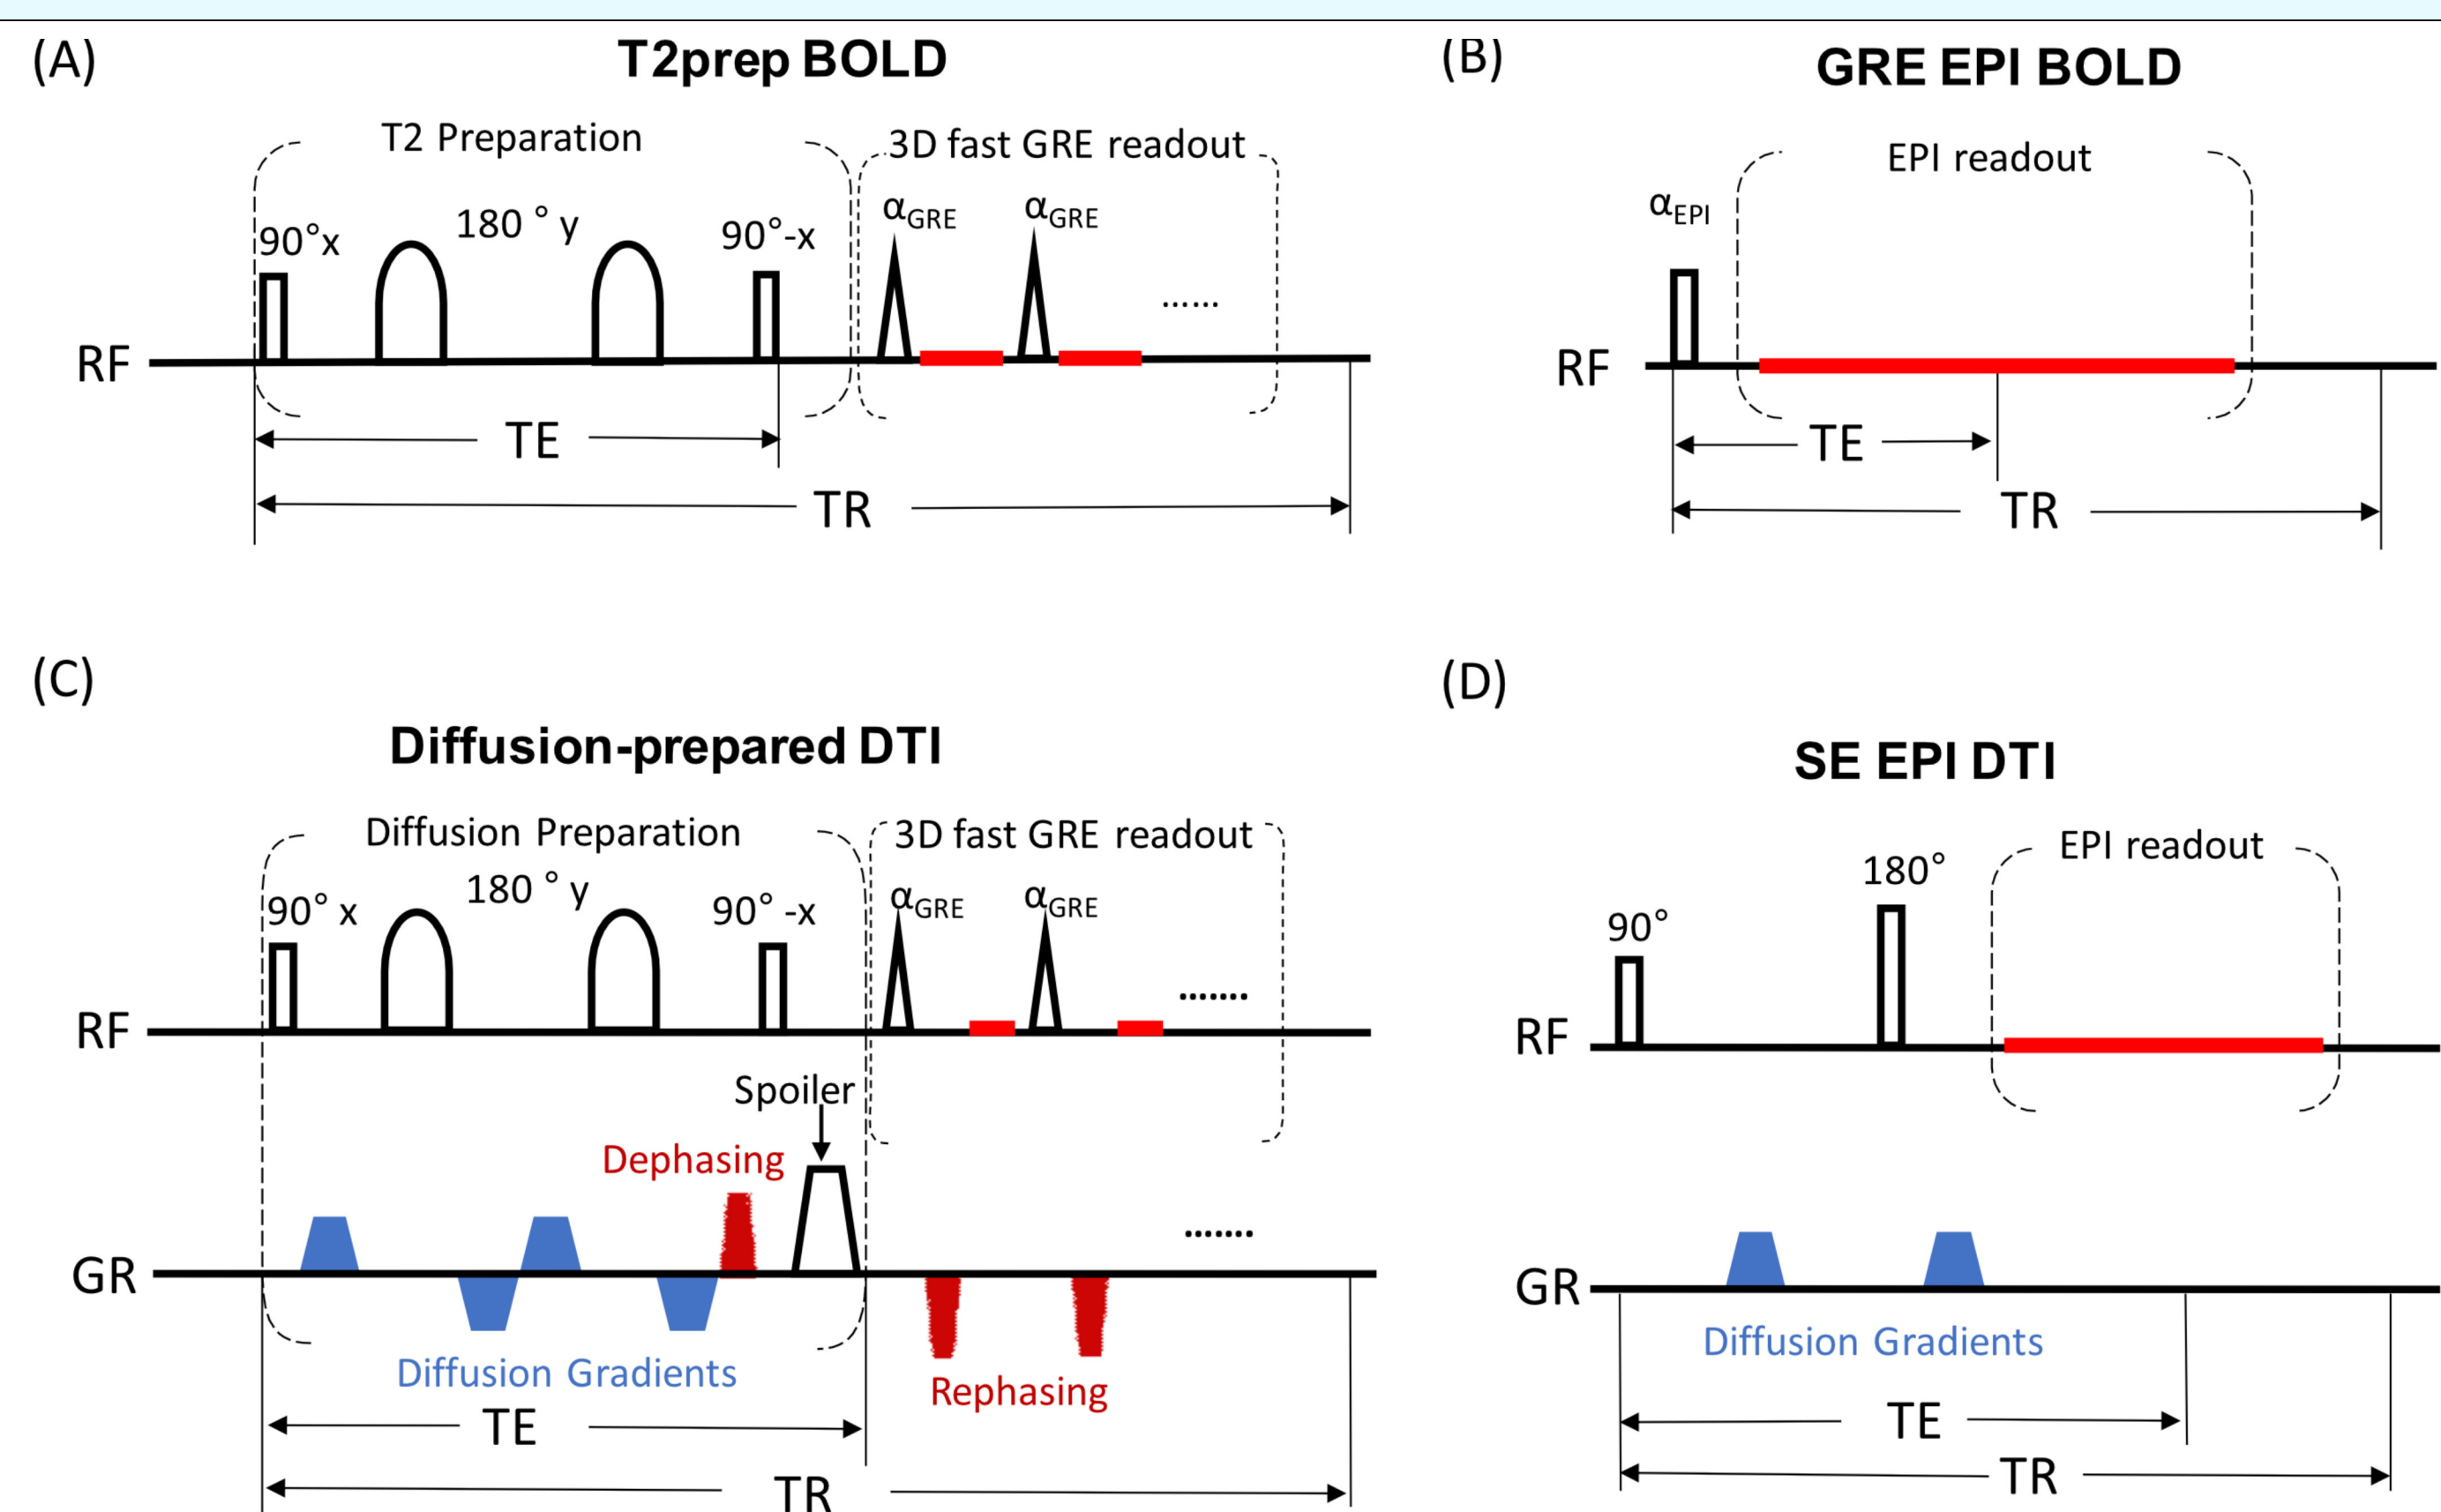 (A)
T2prep BOLD
T2 Preparation
3D fast GRE readout
90°x
180 ° y
90°-x
αGRE
αGRE
......
RF
TE
TR
(B)
GRE EPI BOLD
EPI readout
αEPI
RF
TE
TR
(C)
Diffusion-prepared DTI
Diffusion Preparation
3D fast GRE readout
90° x
180 ° y
90° -x
αGRE
αGRE
.......
RF
Spoiler
Dephasing
.......
GR
Diffusion Gradients
Rephasing
TE
TR
(D)
SE EPI DTI
EPI readout
90°
180°
RF
GR
Diffusion Gradients
TE
TR